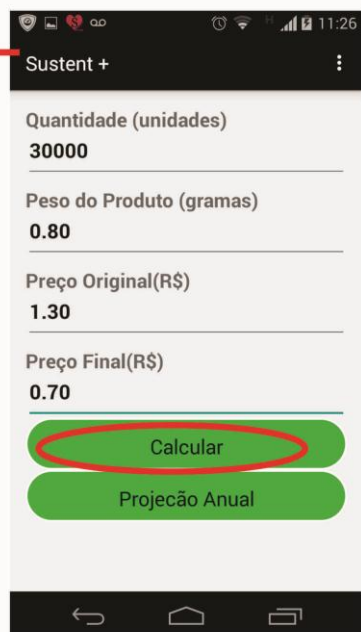 11:26
Sustent +
Quantidade (unidades)
30000
Peso do Produto (gramas)
0.80
Preço Original(R$)
1.30
Preço Final(R$)
0.70
Calcular
Projecão Anual